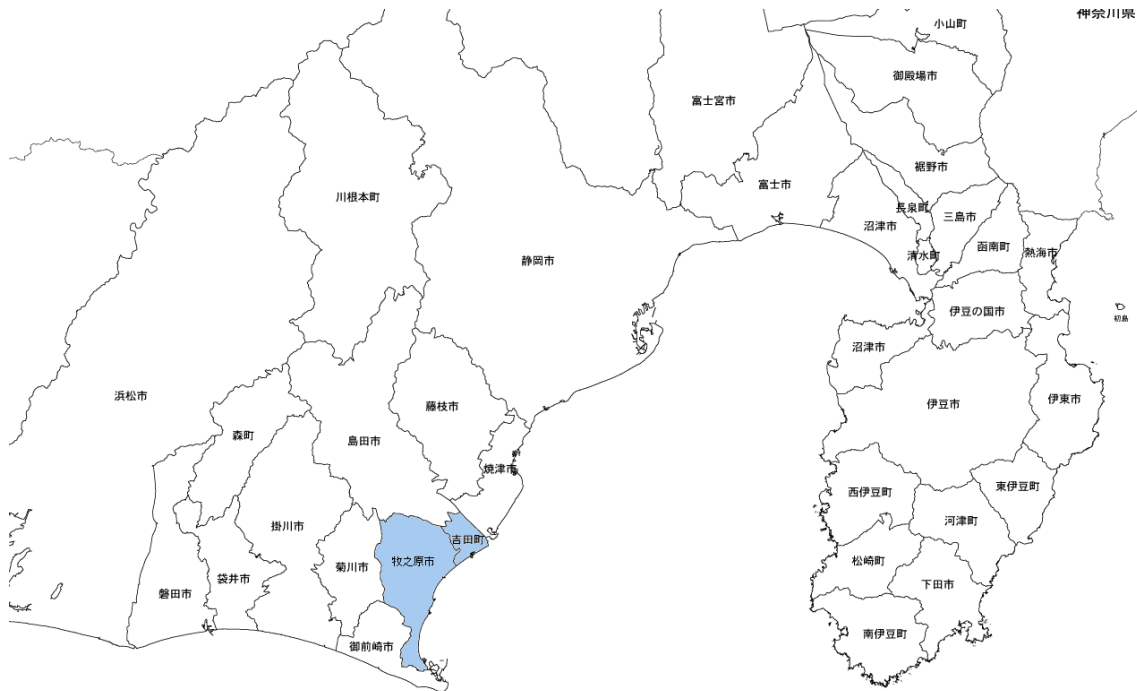 神奈川県
小山町
御殿場市
富士宮市
裾野市
富士市
川根本町
長泉町
三島市
沼津市
函南町
清水町
熱海市
静岡市
伊豆の国市
初島
沼津市
浜松市
伊東市
伊豆市
藤枝市
森町
島田市
焼津市
東伊豆町
西伊豆町
河津町
掛川市
吉田町
牧之原市
松崎町
菊川市
袋井市
下田市
磐田市
南伊豆町
御前崎市